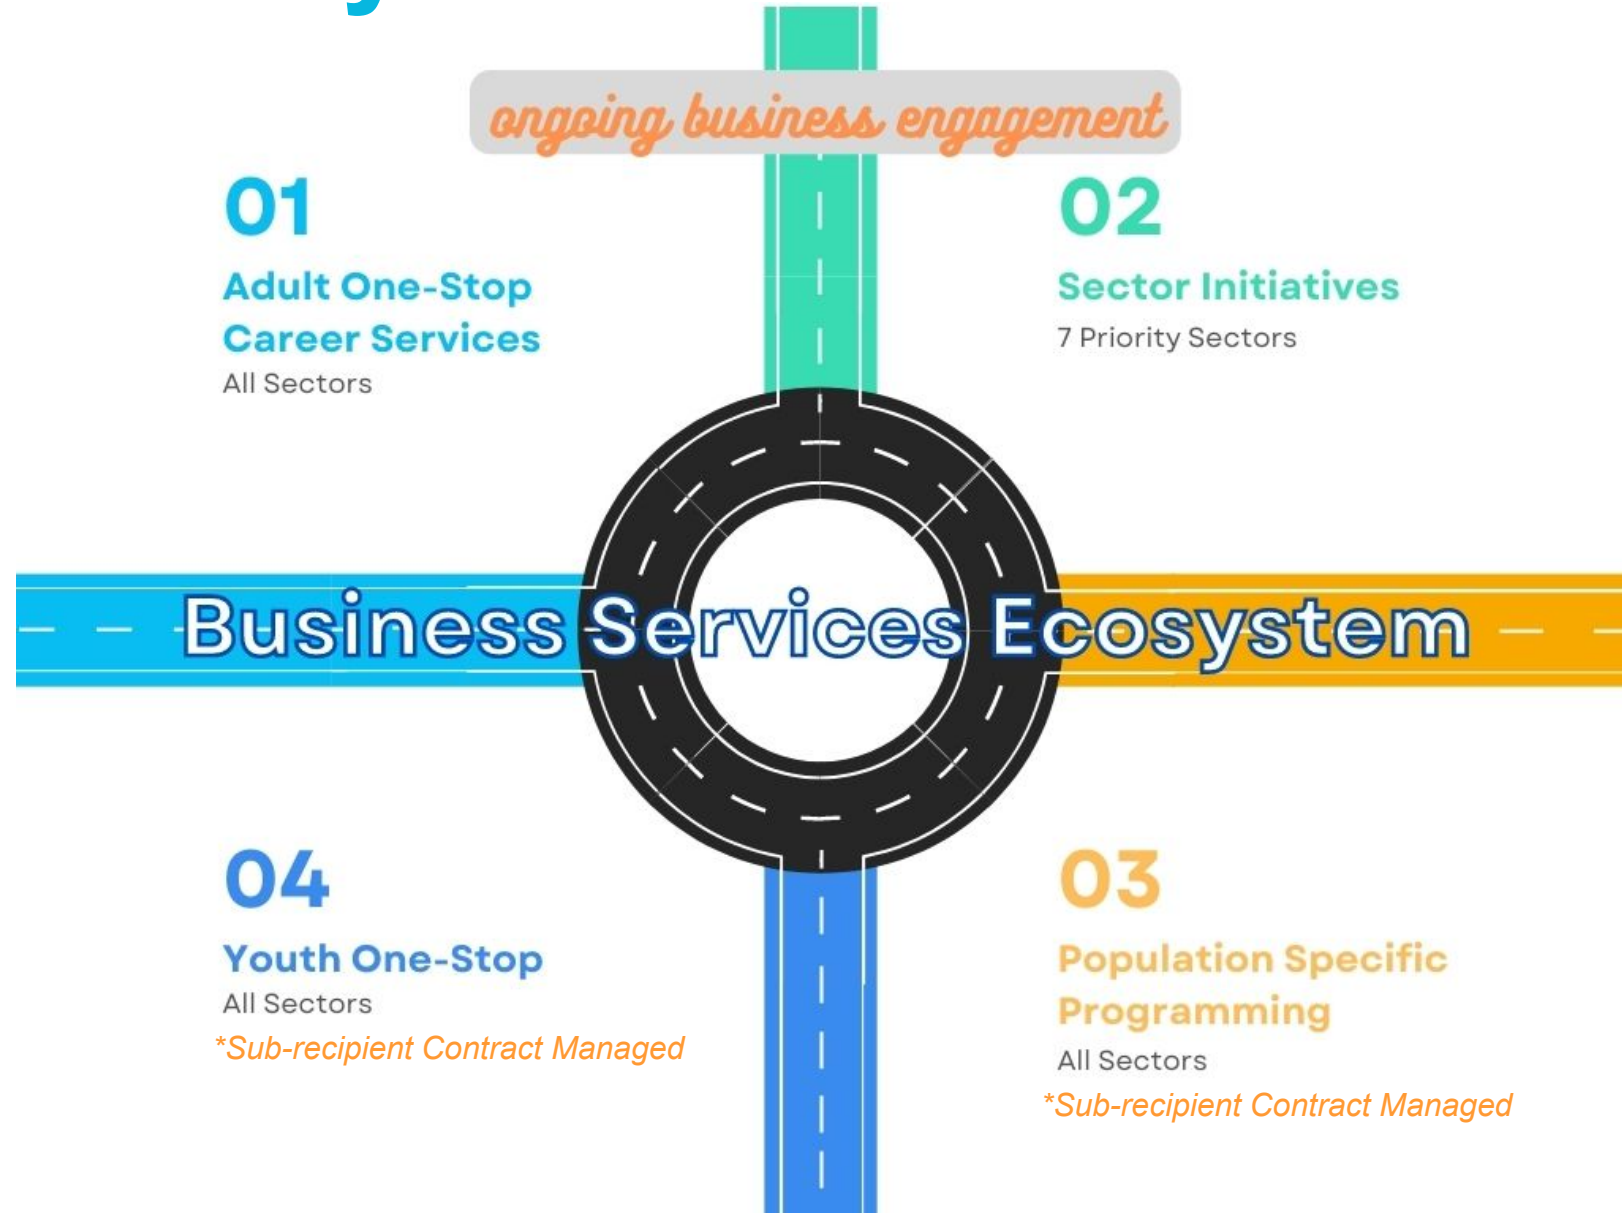 ongoing business engagement
01
Adult One-Stop
Career Services
All Sectors
02
Sector Initiatives
7 Priority Sectors
Business Services Ecosystem
04
Youth One-Stop
All Sectors
*Sub-recipient Contract Managed
03
Population Specific
Programming
All Sectors
*Sub-recipient Contract Managed